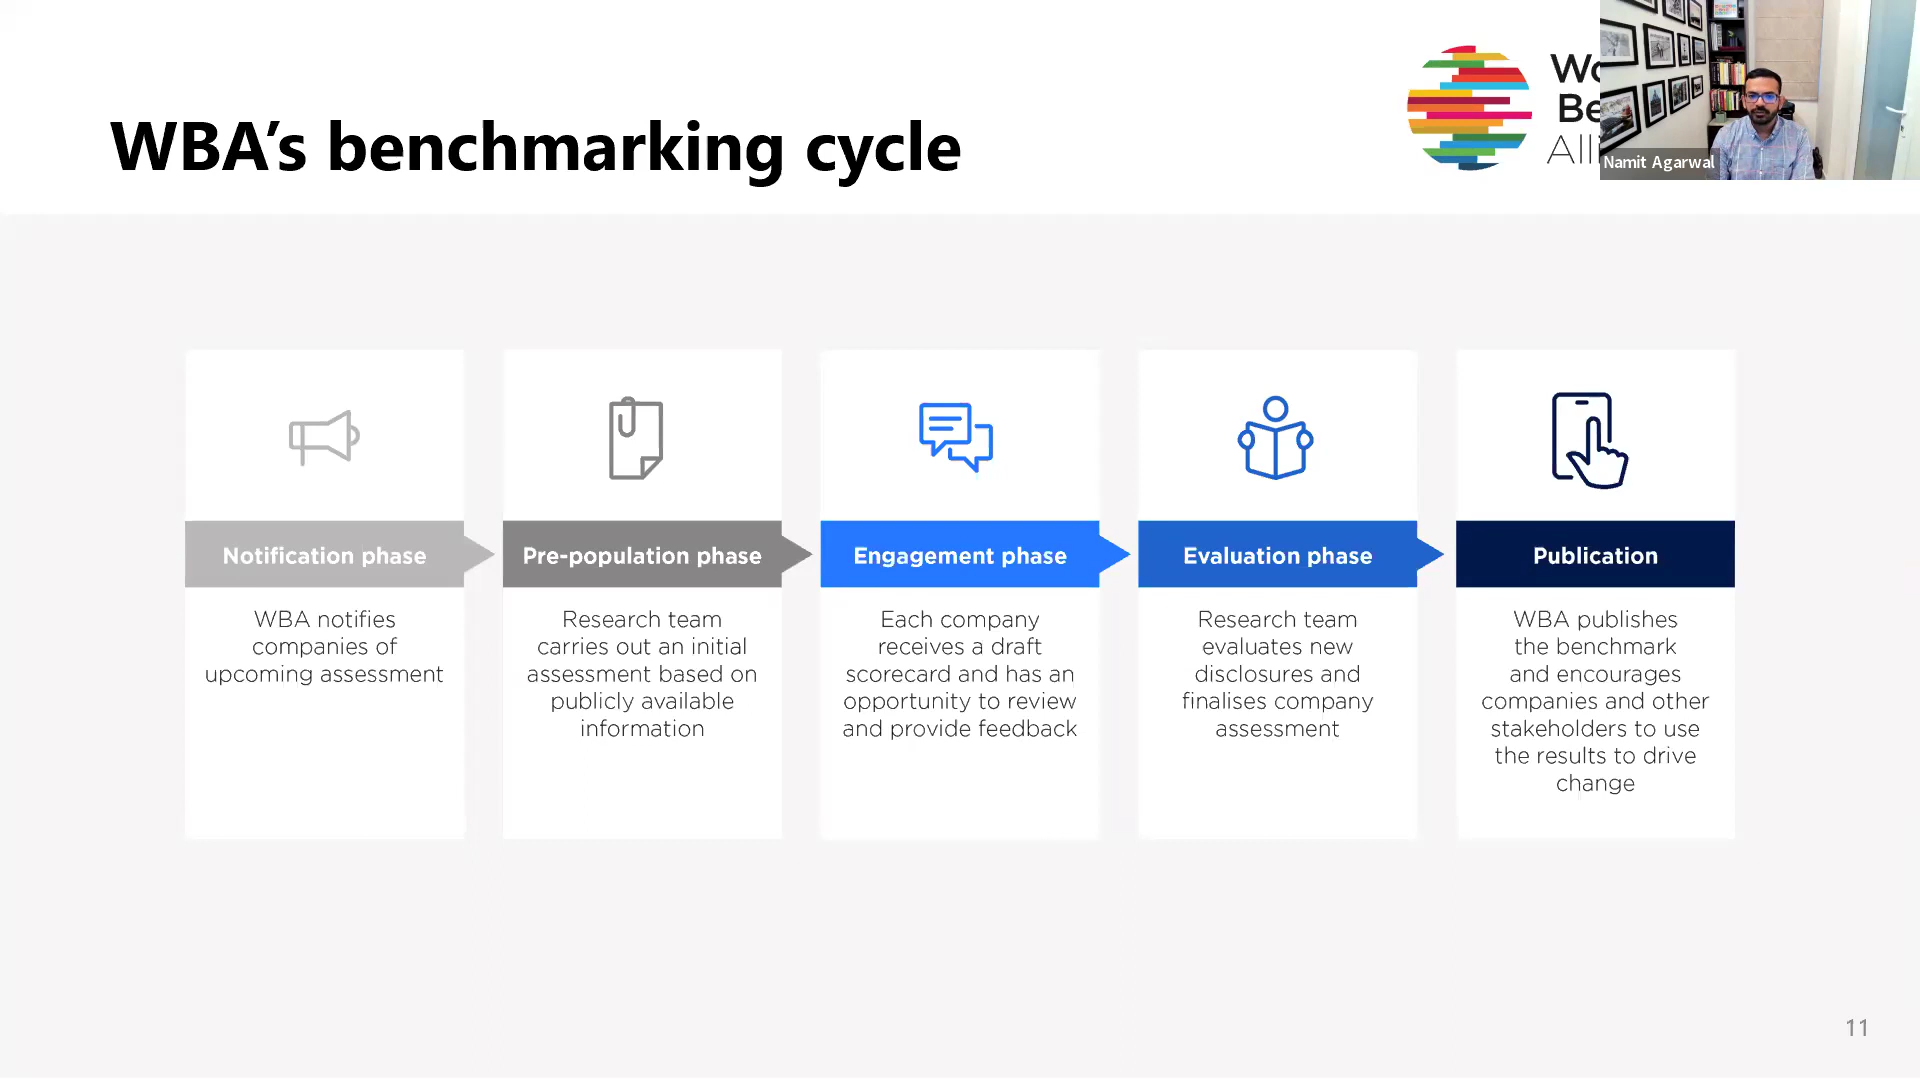 WBA's benchmarking cycle
Wo
Be
Alli
Namit Agarwal
Notification phase
WBA notifies
companies of
upcoming assessment
Pre-population phase
Research team
carries out an initial
assessment based on
publicly available
information
Engagement phase
Each company
receives a draft
scorecard and has an
opportunity to review
and provide feedback
Evaluation phase
Research team
evaluates new
disclosures and
finalises company
assessment
Publication
WBA publishes
the benchmark
and encourages
companies and other
stakeholders to use
the results to drive
change
11